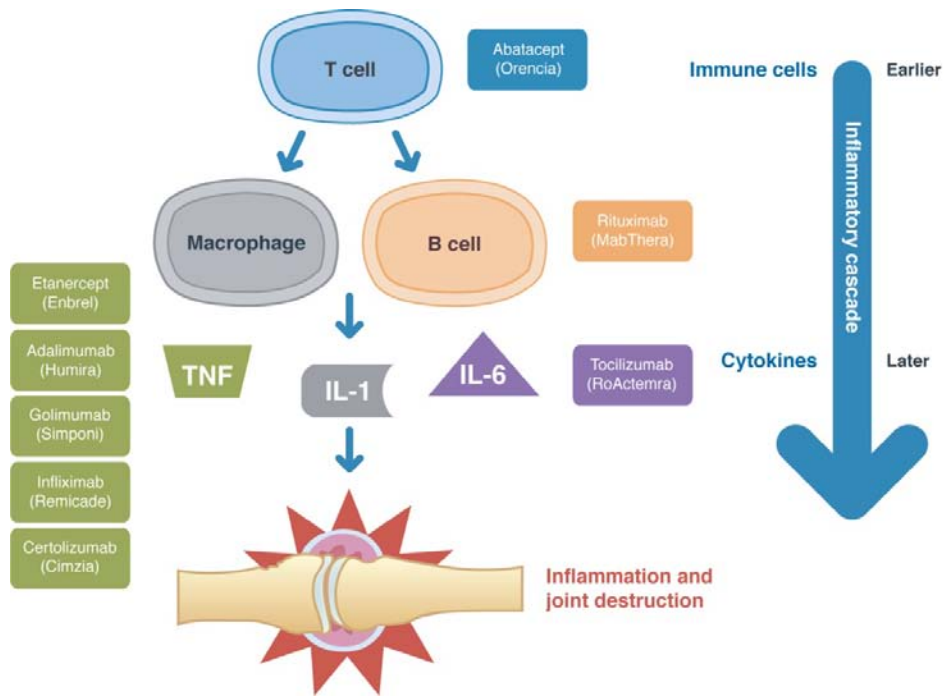 T cell
Abatacept
(Orencia)
Immune cells
Earlier
Macrophage
B cell
Rituximab
(MabThera)
Inflammatory cascade
Etanercept
(Enbrel)
Adalimumab
(Humira)
Golimumab
(Simponi)
Infliximab
(Remicade)
Certolizumab
(Cimzia)
TNF
IL-1
IL-6
Tocilizumab
(RoActemra)
Cytokines
Later
Inflammation and
joint destruction